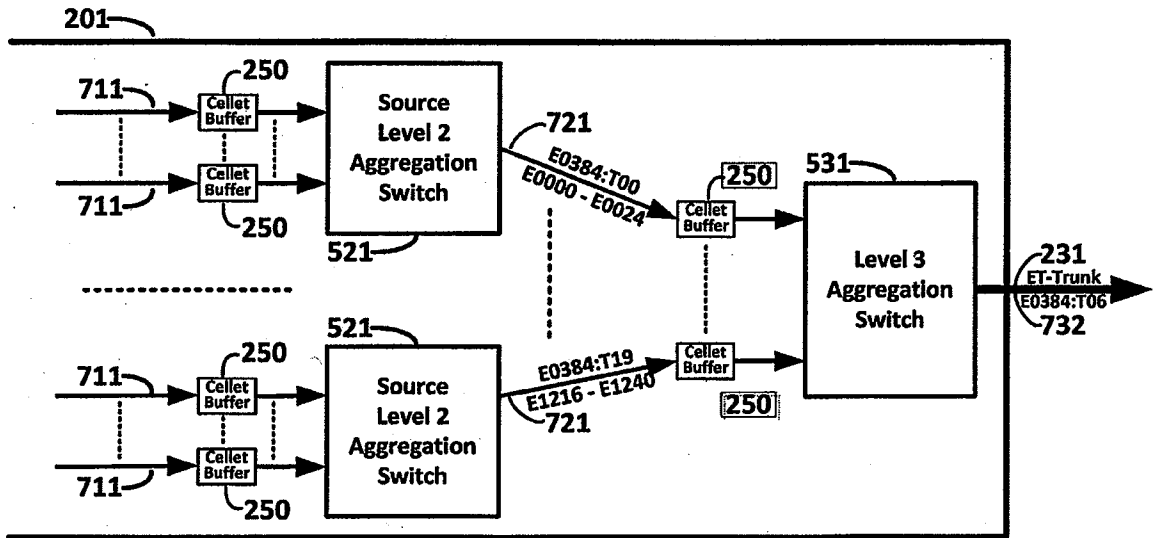 201
711
250
Cellet
Buffer
Source
Level 2
Aggregation
Switch
721
E0384:T00
E0000 - E0024
250
Cellet
Buffer
531
711
Cellet
Buffer
250
521
Level 3
Aggregation
Switch
231
ET-Trunk
E0384:T06
732
521
711
250
Cellet
Buffer
Source
Level 2
Aggregation
Switch
E0384:T19
E1216 - E1240
721
Cellet
Buffer
250
711
Cellet
Buffer
250